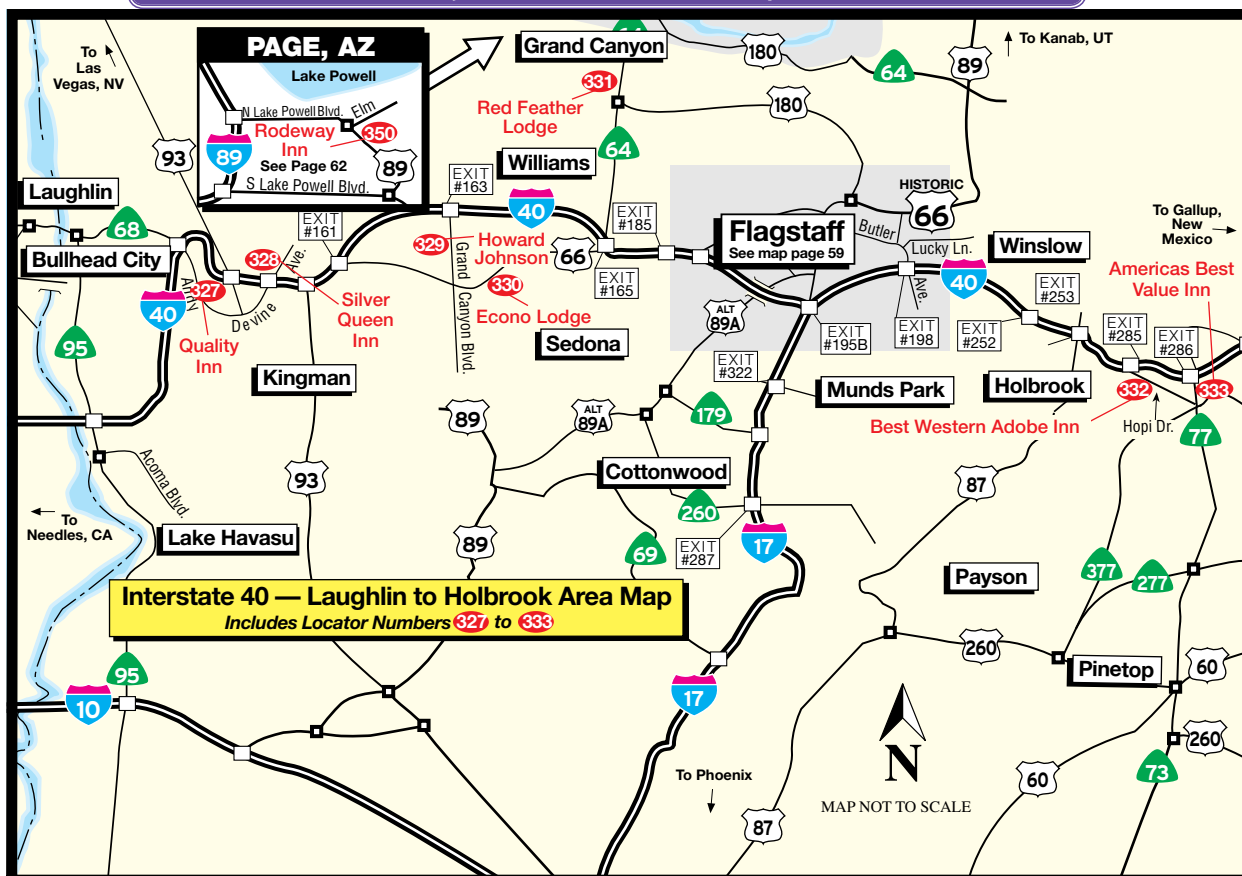 PAGE, AZ
Lake Powell
N Lake Powell Blvd.
Elm
Rodeway
Inn
350
See Page 62
89
89
S Lake Powell Blvd.
To
Las
Vegas, NV
93
Grand Canyon
64
180
To Kanab, UT
89
64
331
Red Feather
Lodge
180
64
Williams
EXIT
#163
40
EXIT
#185
HISTORIC
66
Laughlin
68
EXIT
#161
Flagstaff
See map page 59
Butler
Lucky Ln.
Winslow
To Gallup,
New
Mexico
Bullhead City
328
Ave.
329
Howard
Johnson
66
Grand Canyon Blvd.
EXIT
#165
40
Ave.
EXIT
#253
Americas Best
Value Inn
327
Andy
Devine
40
Silver
Queen
Inn
330
Econo Lodge
ALT
89A
EXIT
#195B
EXIT
#198
EXIT
#252
EXIT
#285
EXIT
#286
95
Quality
Inn
Sedona
EXIT
#322
Kingman
Munds Park
Holbrook
332
333
89
ALT
89A
179
Best Western Adobe Inn
Hopi Dr.
77
Acoma Blvd.
93
Cottonwood
87
To
Needles, CA
Lake Havasu
89
260
69
EXIT
#287
17
Payson
377
277
Interstate 40 — Laughlin to Holbrook Area Map
Includes Locator Numbers 327 to 333
95
10
17
260
Pinetop
60
N
260
To Phoenix
MAP NOT TO SCALE
60
73
87